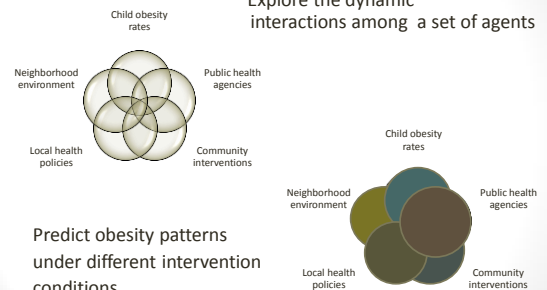 Explore the dynamic
interactions among a set of agents
Child obesity
rates
Neighborhood
environment
Public health
agencies
Local health
policies
Community
interventions
Child obesity
rates
Neighborhood
environment
Public health
agencies
Predict obesity patterns
under different intervention
conditions
Local health
policies
Community
interventions